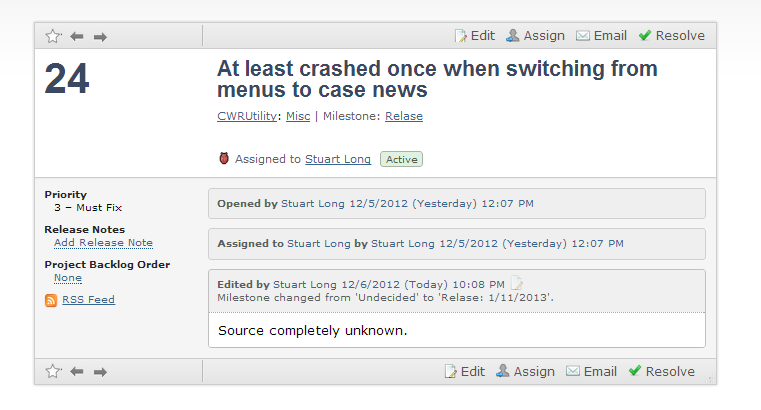 Edit Assign Email Resolve
24
At least crashed once when switching from
menus to case news
CWRUtility: Misc | Milestone: Relase
Assigned to Stuart Long Active
Priority
3 – Must Fix
Release Notes
Add Release Note
Project Backlog Order
None
RSS Feed
Opened by Stuart Long 12/5/2012 (Yesterday) 12:07 PM
Assigned to Stuart Long by Stuart Long 12/5/2012 (Yesterday) 12:07 PM
Edited by Stuart Long 12/6/2012 (Today) 10:08 PM
Milestone changed from 'Undecided' to 'Relase: 1/11/2013'.
Source completely unknown.
Edit Assign Email Resolve